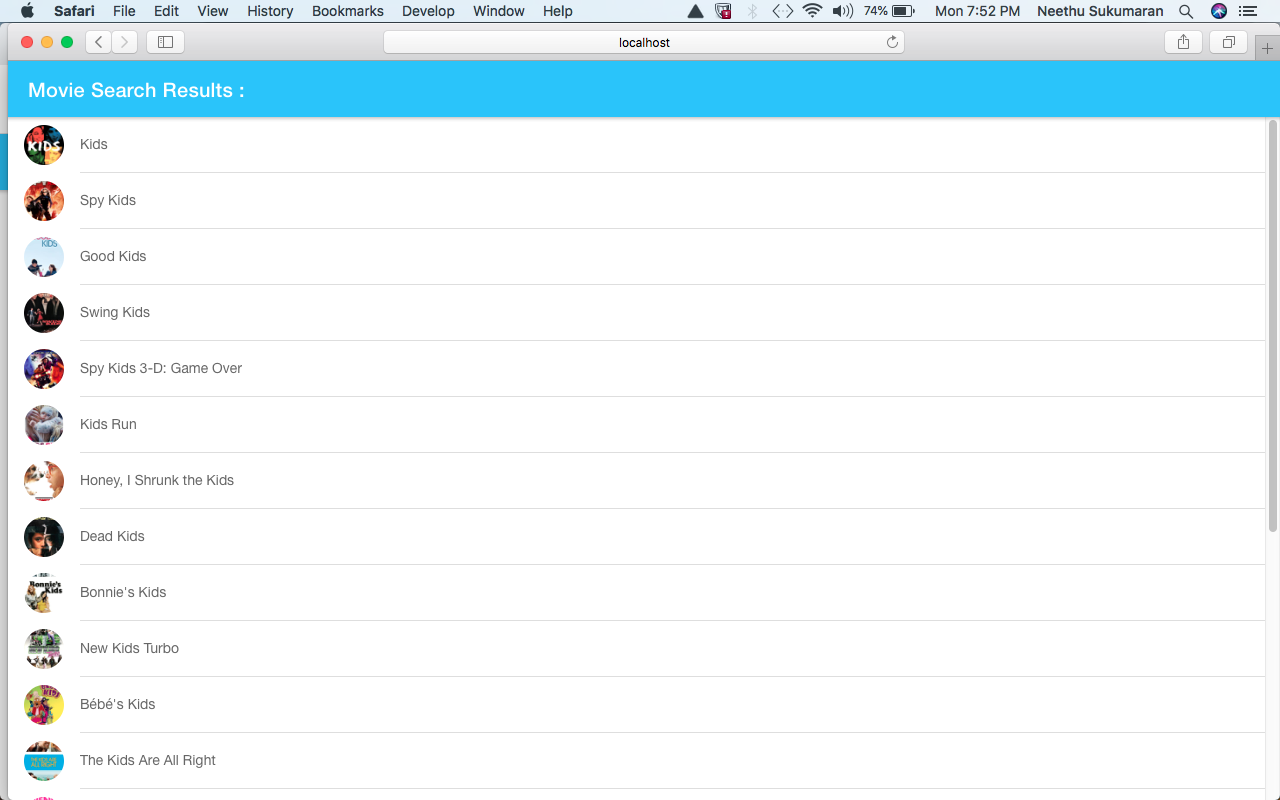 Safari File Edit View History Bookmarks Develop Window Help 74% Mon 7:52 PM Neethu Sukumaran
localhost
Movie Search Results :
KIDS
Kids
Spy Kids
KIDS
Good Kids
Swing Kids
Spy Kids 3-D: Game Over
Kids Run
Honey, I Shrunk the Kids
Dead Kids
Bonnie's Kids
Bonnie's Kids
New Kids Turbo
Bébé's Kids
The Kids Are All Right